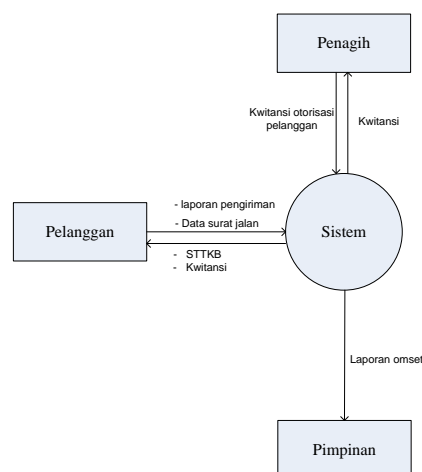 Penagih
Kwitansi otorisasi
pelanggan
Kwitansi
- laporan pengiriman
- Data surat jalan
Pelanggan
Sistem
- STTKB
- Kwitansi
Laporan omset
Pimpinan